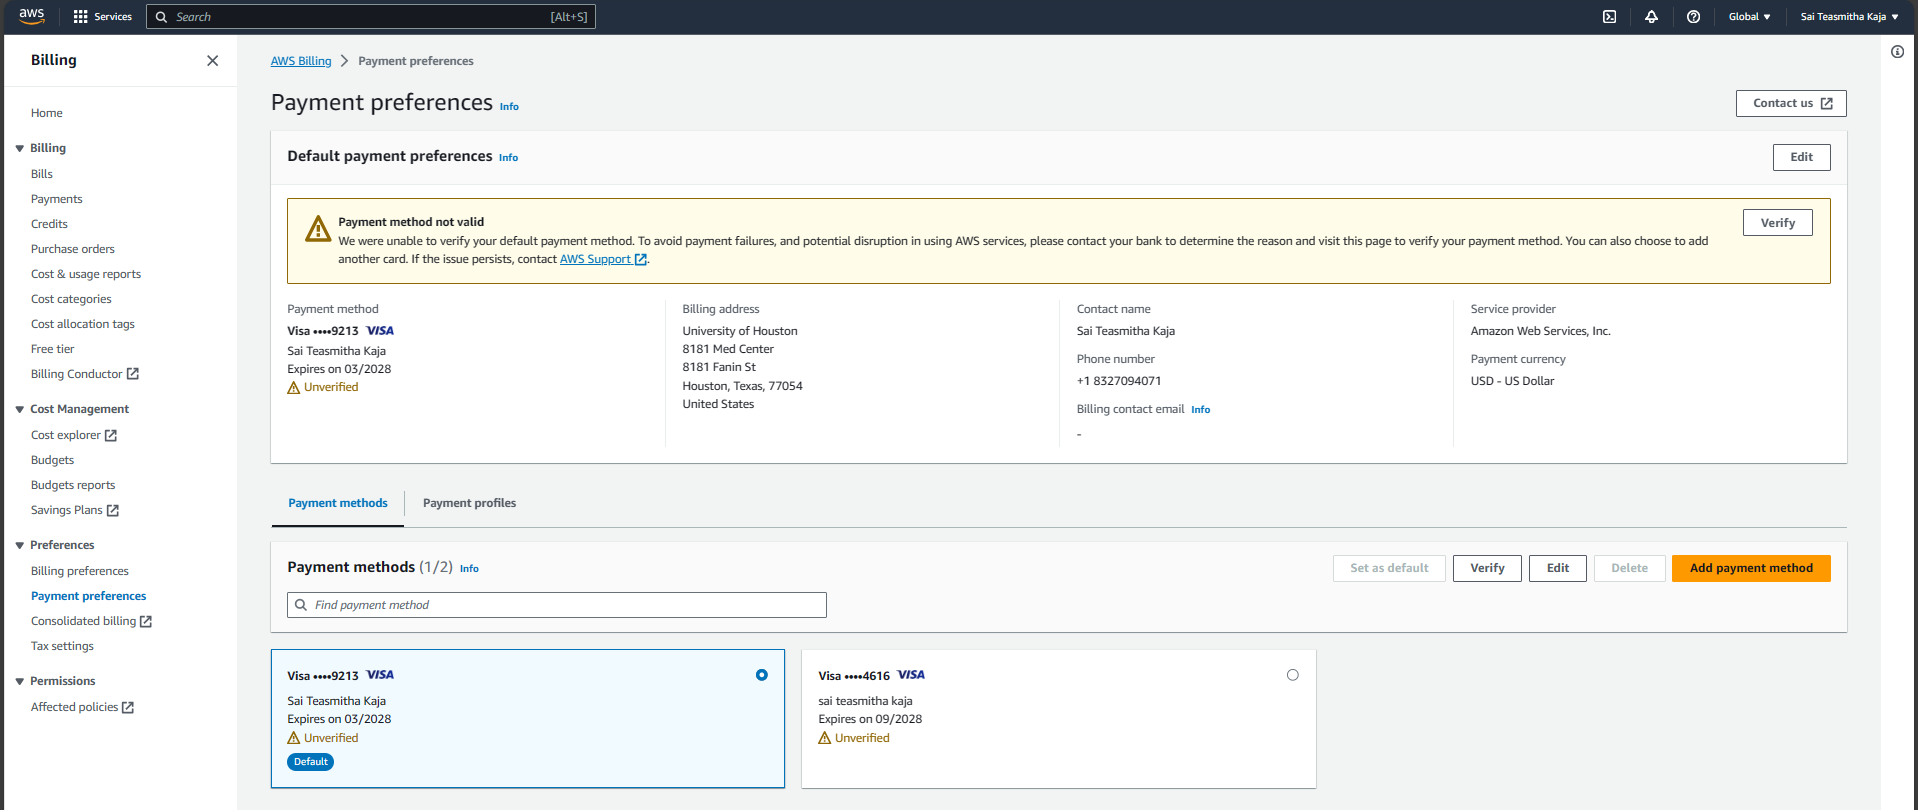 aws
Services
Search
[Alt+S]
Global
Sai Teasmitha Kaja
Billing
Home
Billing
Bills
Payments
Credits
Purchase orders
Cost & usage reports
Cost categories
Cost allocation tags
Free tier
Billing Conductor
Cost Management
Cost explorer
Budgets
Budgets reports
Savings Plans
Preferences
Billing preferences
Payment preferences
Consolidated billing
Tax settings
Permissions
Affected policies
AWS Billing
Payment preferences
Payment preferences Info
Contact us
Default payment preferences Info
Edit
Payment method not valid
We were unable to verify your default payment method. To avoid payment failures, and potential disruption in using AWS services, please contact your bank to determine the reason and visit this page to verify your payment method. You can also choose to add
another card. If the issue persists, contact AWS Support.
Verify
Payment method
Visa ••••9213 VISA
Sai Teasmitha Kaja
Expires on 03/2028
Unverified
Billing address
University of Houston
8181 Med Center
8181 Fanin St
Houston, Texas, 77054
United States
Contact name
Sai Teasmitha Kaja
Phone number
+1 8327094071
Billing contact email Info
-
Service provider
Amazon Web Services, Inc.
Payment currency
USD - US Dollar
Payment methods
Payment profiles
Payment methods (1/2) Info
Set as default
Verify
Edit
Delete
Add payment method
Find payment method
Visa ••••9213 VISA
Sai Teasmitha Kaja
Expires on 03/2028
Unverified
Default
Visa ••••4616 VISA
sai teasmitha kaja
Expires on 09/2028
Unverified